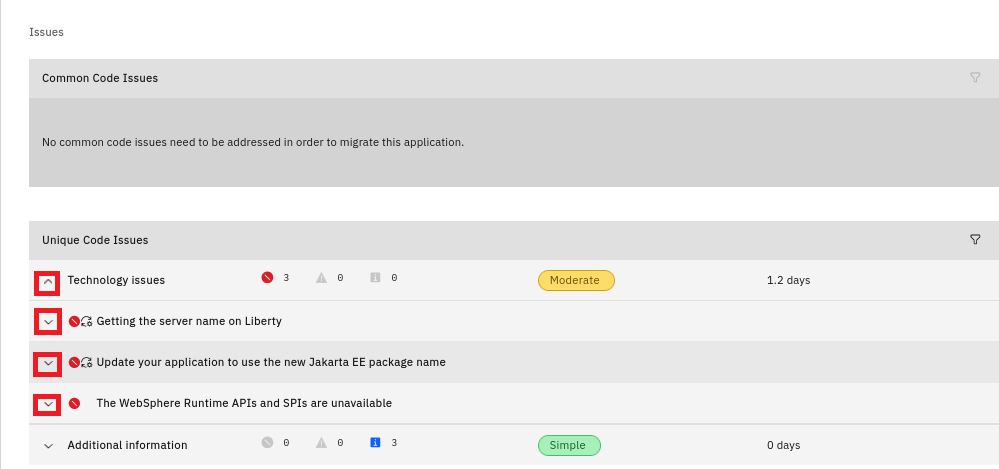 Issues
Common Code Issues
No common code issues need to be addressed in order to migrate this application.
Unique Code Issues
Technology issues 3 0 0 Moderate 1.2 days
Getting the server name on Liberty
Update your application to use the new Jakarta EE package name
The WebSphere Runtime APIs and SPIs are unavailable
Additional information 0 0 3 Simple 0 days